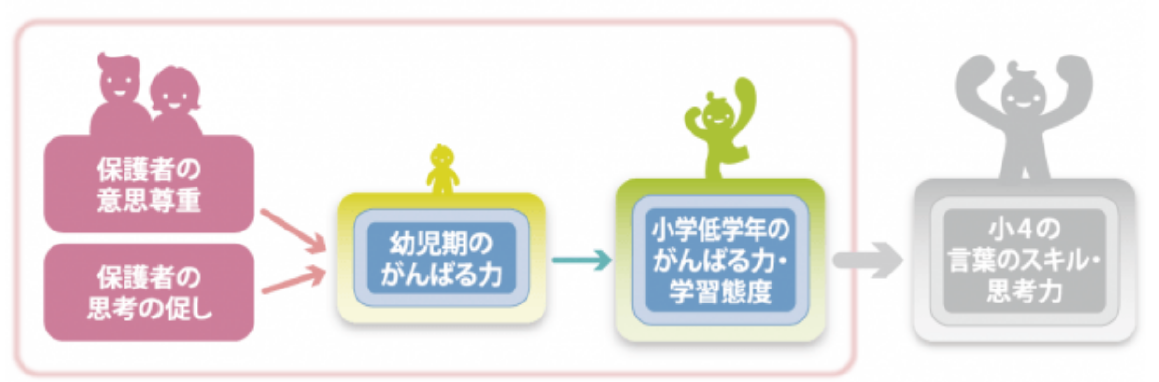 保護者の
意思尊重
保護者の
思考の促し
幼児期の
がんばる力
小学低学年の
がんばる力・
学習態度
小4の
言葉のスキル・
思考力